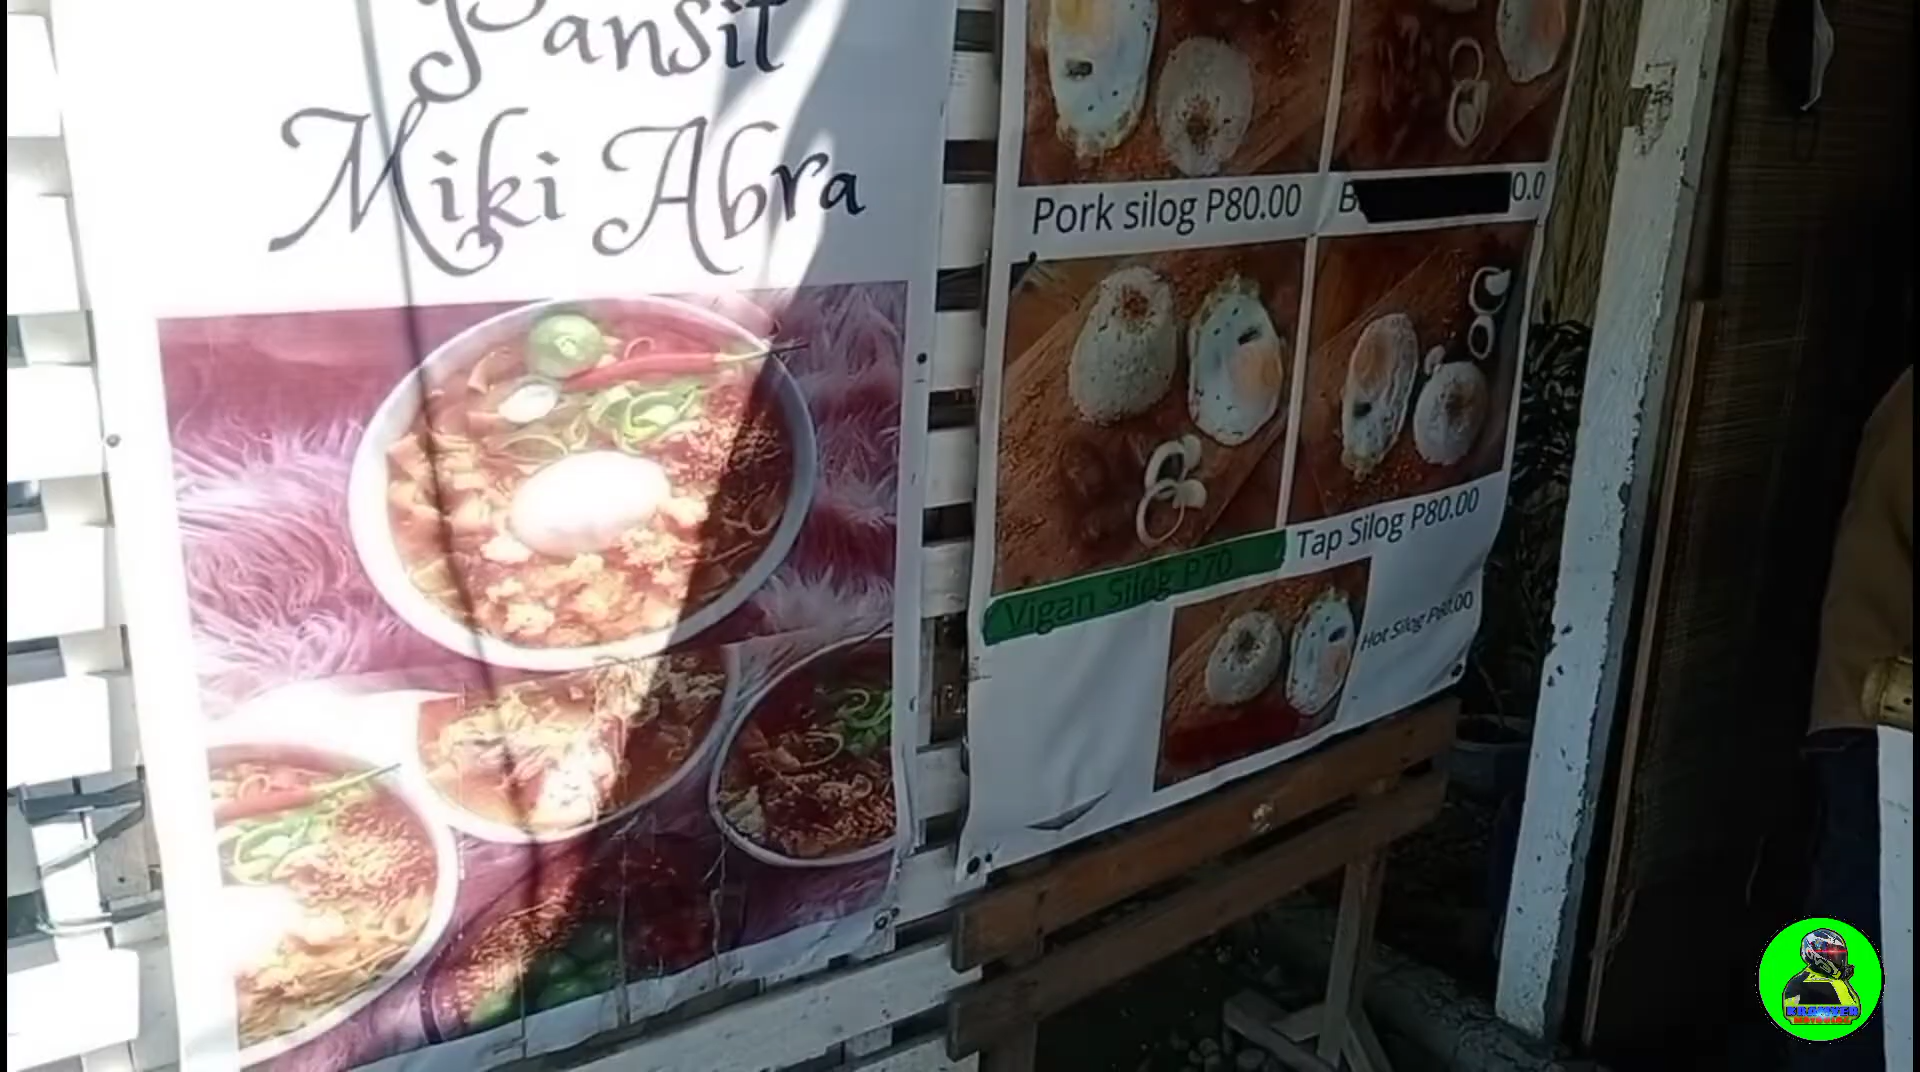 Pansit
Miki Abra
Pork silog P80.00
Vigan Silog P70
Tap Silog P80.00
Hot Silog P80.00